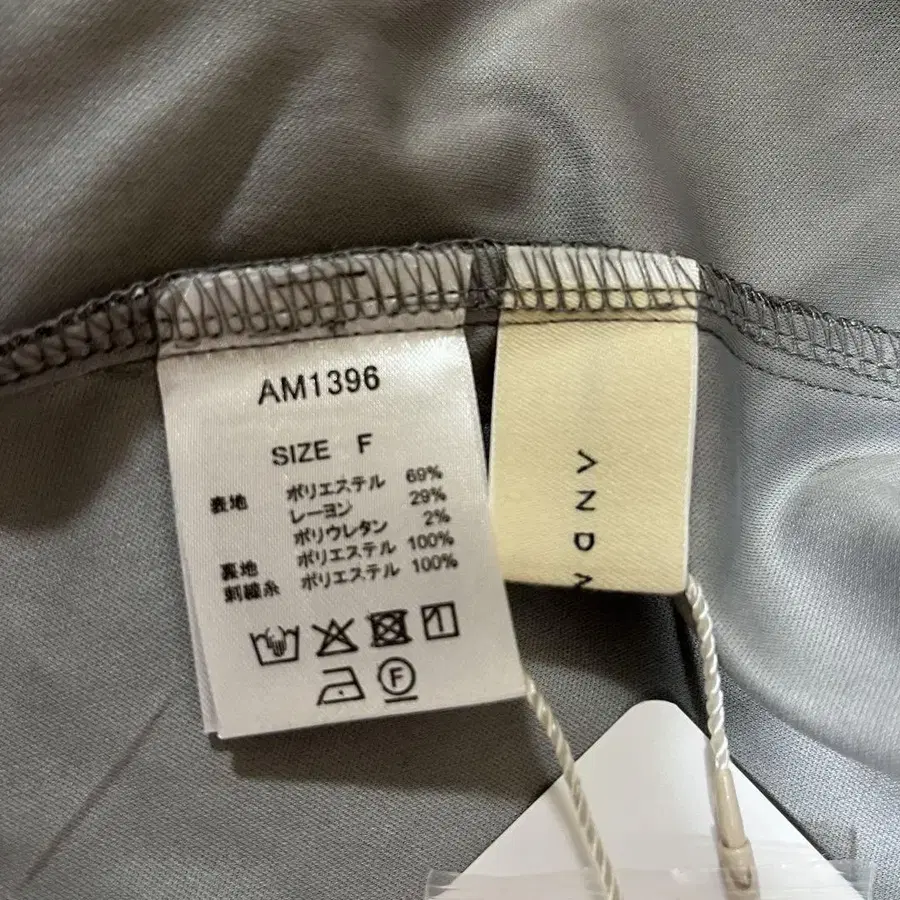 AM1396
SIZE F
表地 ポリエステル 69%
レーヨン 29%
ポリウレタン 2%
裏地 ポリエステル 100%
刺繍糸 ポリエステル 100%
F
ΛND